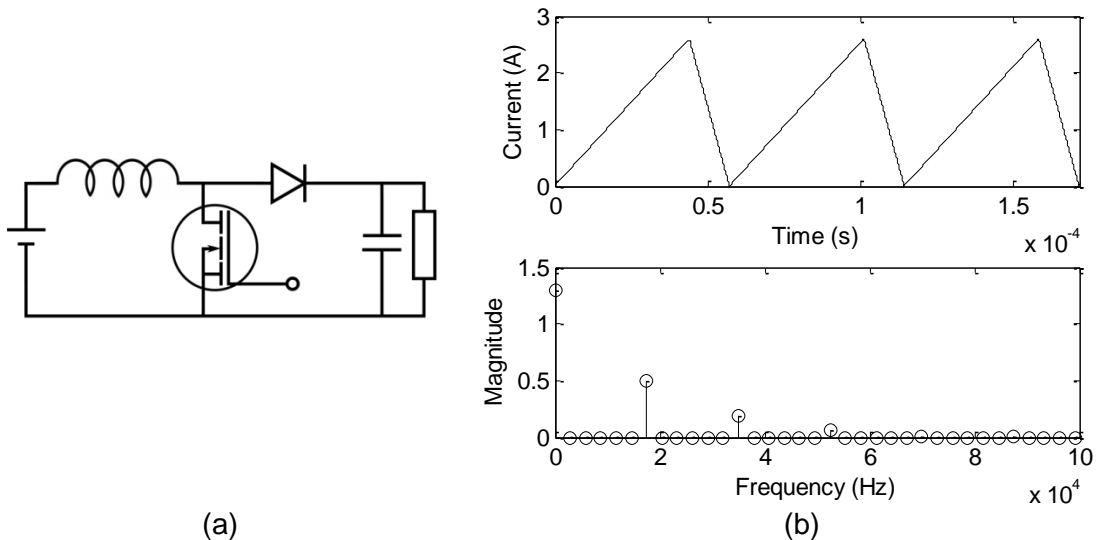 3
2
1
0
Current (A)
0 0.5 1 1.5
Time (s)
x 10-4
1.5
1
0.5
0
Magnitude
0 2 4 6 8 10
Frequency (Hz)
x 10^4
(a)
(b)